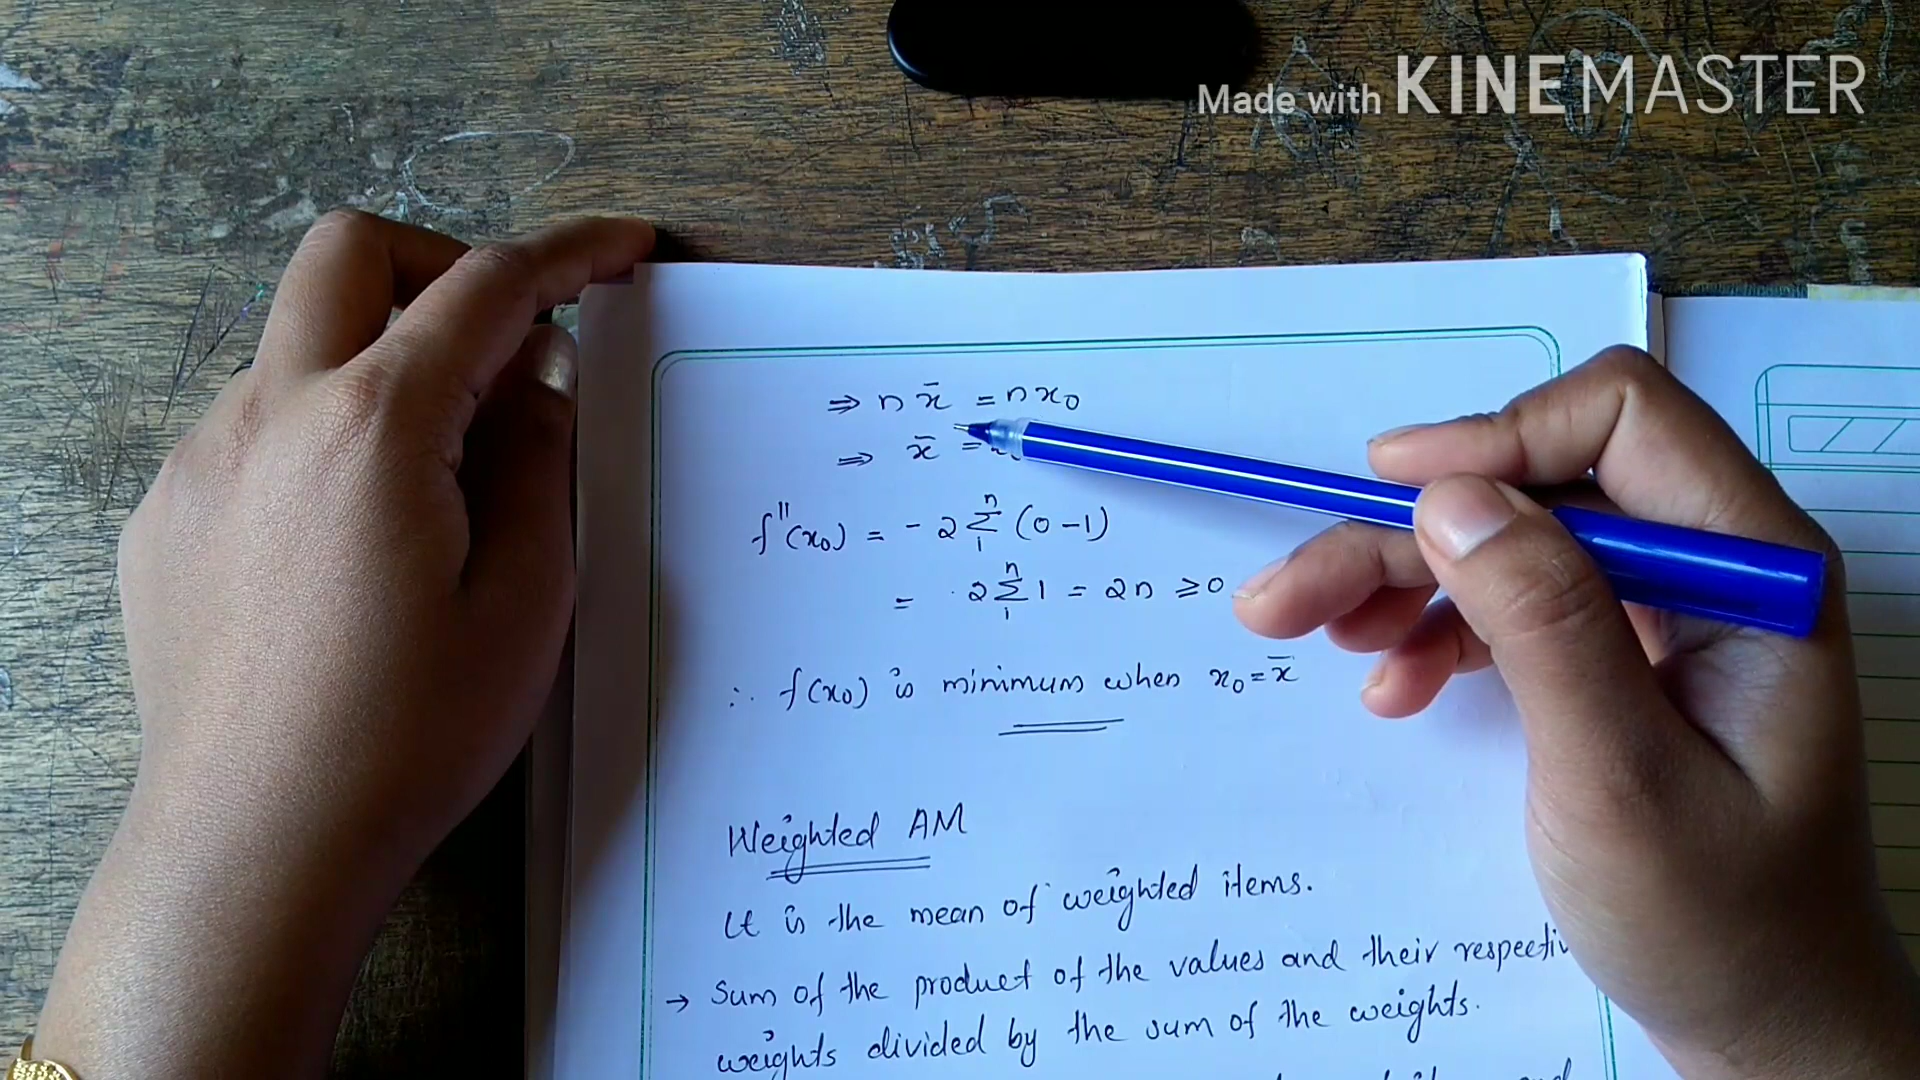 Made with KINEMASTER
⇒ n x̄ = n x₀
⇒ x̄ =
f''(x₀) = - 2 Σ₁ⁿ (0 - 1)
= 2 Σ₁ⁿ 1 = 2n ≥ 0
∴ f(x₀) is minimum when x₀ = x̄
Weighted AM
It is the mean of weighted items.
→ Sum of the product of the values and their respectiv
weights divided by the sum of the weights.